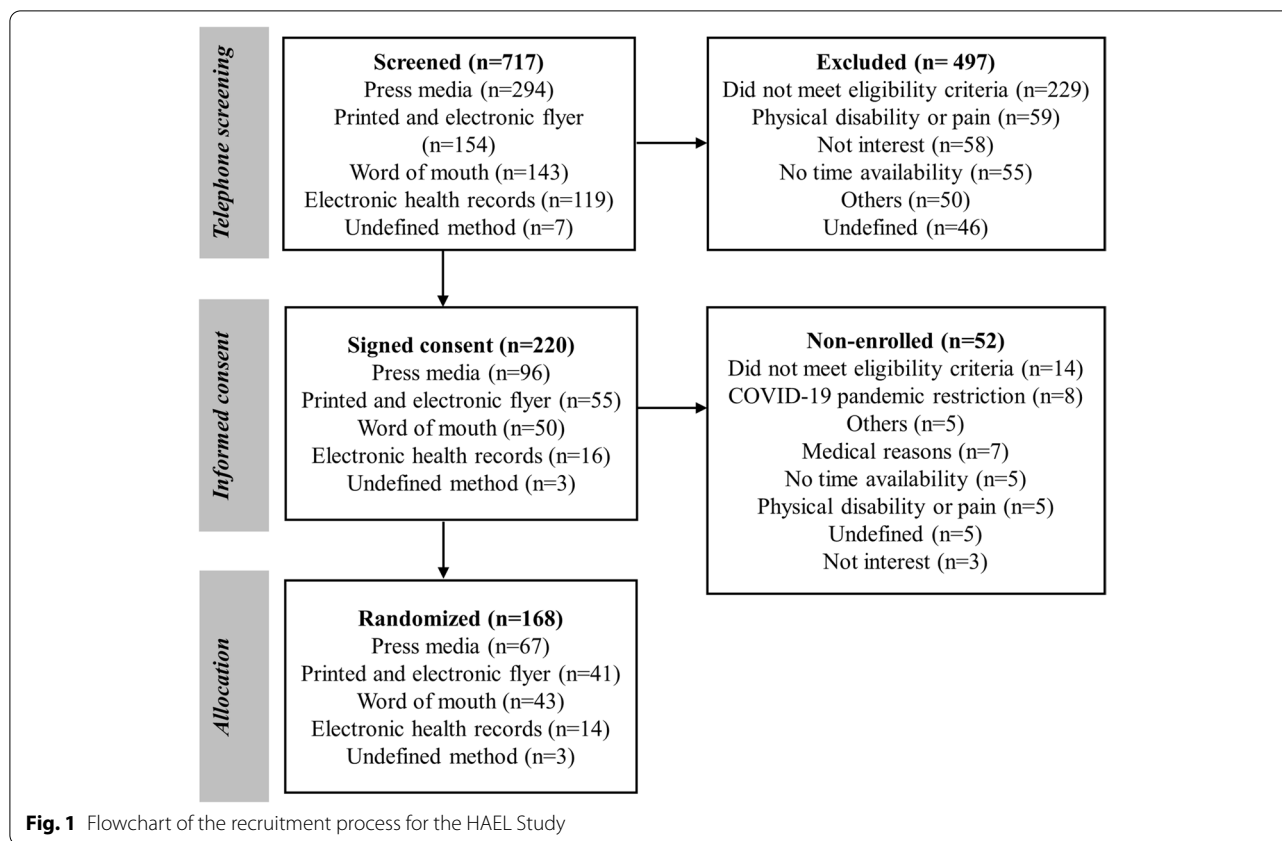 Telephone screening
Screened (n=717)
Press media (n=294)
Printed and electronic flyer
(n=154)
Word of mouth (n=143)
Electronic health records (n=119)
Undefined method (n=7)
Excluded (n= 497)
Did not meet eligibility criteria (n=229)
Physical disability or pain (n=59)
Not interest (n=58)
No time availability (n=55)
Others (n=50)
Undefined (n=46)
Informed consent
Signed consent (n=220)
Press media (n=96)
Printed and electronic flyer (n=55)
Word of mouth (n=50)
Electronic health records (n=16)
Undefined method (n=3)
Non-enrolled (n=52)
Did not meet eligibility criteria (n=14)
COVID-19 pandemic restriction (n=8)
Others (n=5)
Medical reasons (n=7)
No time availability (n=5)
Physical disability or pain (n=5)
Undefined (n=5)
Not interest (n=3)
Allocation
Randomized (n=168)
Press media (n=67)
Printed and electronic flyer (n=41)
Word of mouth (n=43)
Electronic health records (n=14)
Undefined method (n=3)
Fig. 1 Flowchart of the recruitment process for the HAEL Study